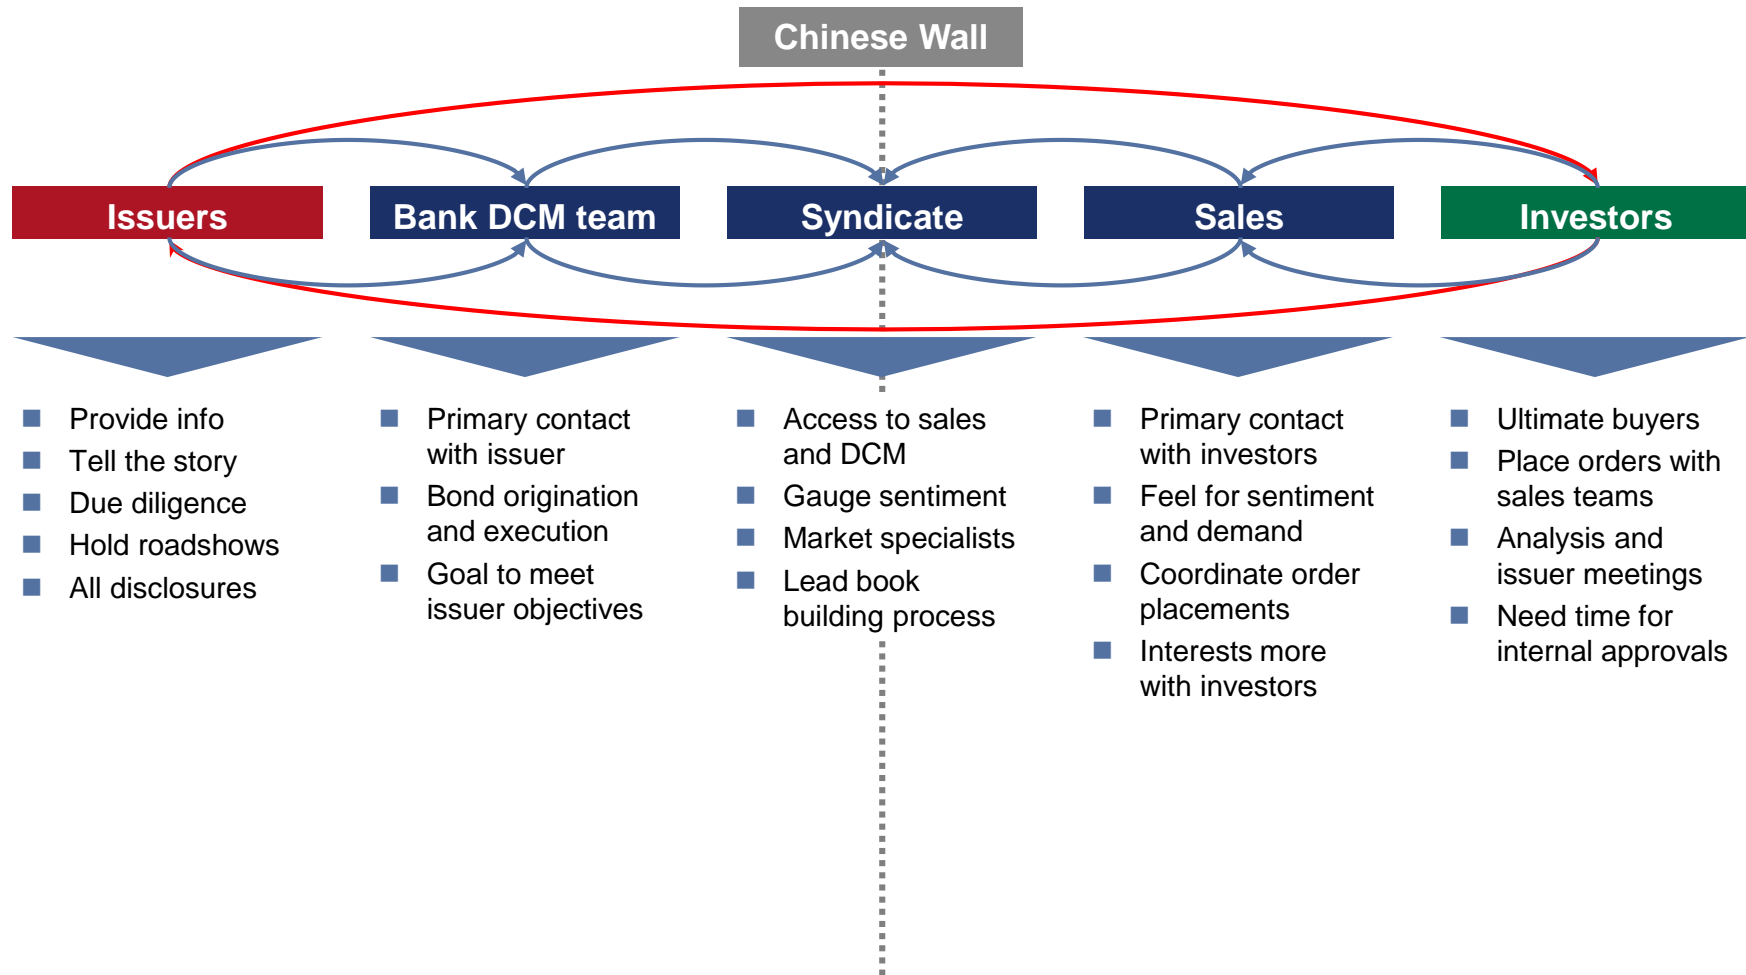 Chinese Wall
Issuers
Bank DCM team
Syndicate
Sales
Investors
Provide info
Tell the story
Due diligence
Hold roadshows
All disclosures
Primary contact
with issuer
Bond origination
and execution
Goal to meet
issuer objectives
Access to sales
and DCM
Gauge sentiment
Market specialists
Lead book
building process
Primary contact
with investors
Feel for sentiment
and demand
Coordinate order
placements
Interests more
with investors
Ultimate buyers
Place orders with
sales teams
Analysis and
issuer meetings
Need time for
internal approvals